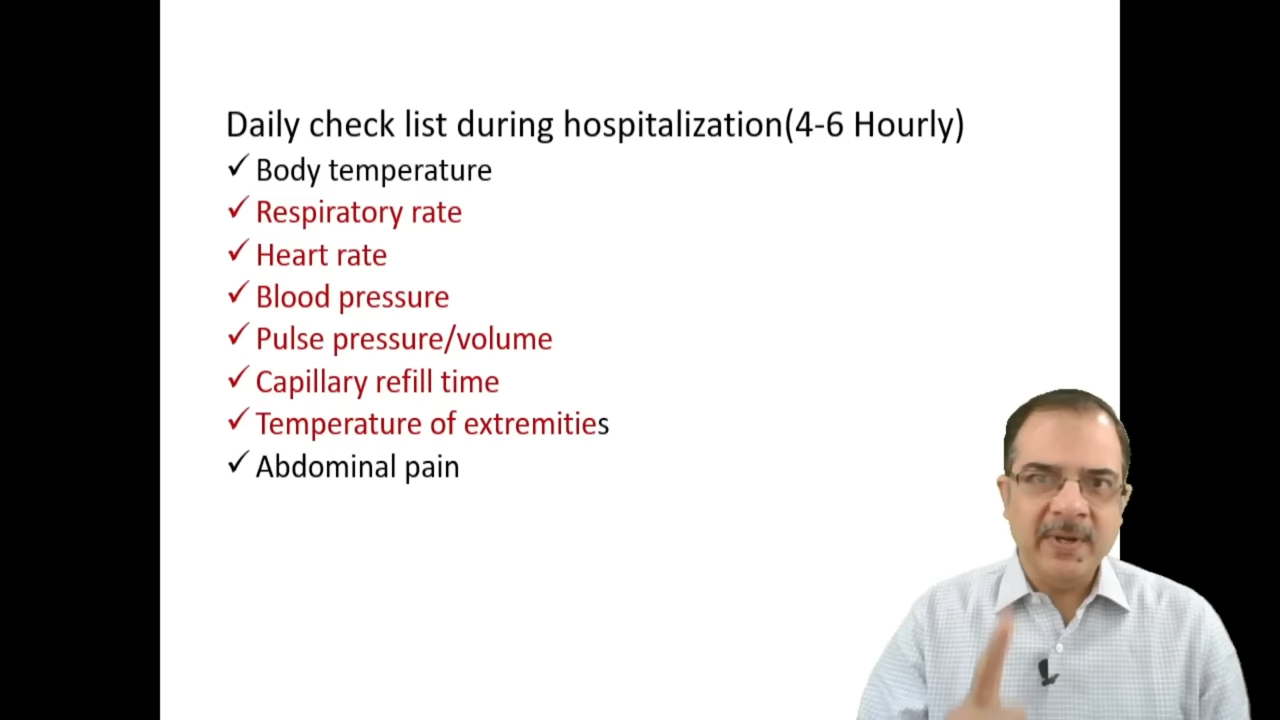 Daily check list during hospitalization(4-6 Hourly)
✓ Body temperature
✓ Respiratory rate
✓ Heart rate
✓ Blood pressure
✓ Pulse pressure/volume
✓ Capillary refill time
✓ Temperature of extremities
✓ Abdominal pain